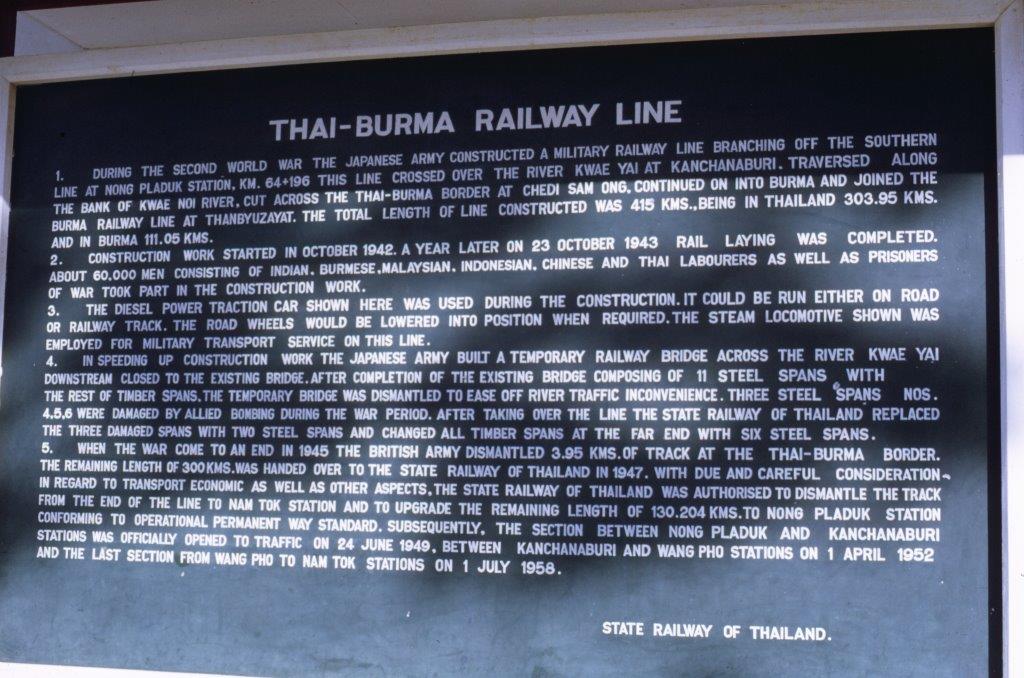 THAI-BURMA RAILWAY LINE
1. DURING THE SECOND WORLD WAR THE JAPANESE ARMY CONSTRUCTED A MILITARY RAILWAY LINE BRANCHING OFF THE SOUTHERN
LINE AT NONG PLADUK STATION, KM. 64+196 THIS LINE CROSSED OVER THE RIVER KWAE YAI AT KANCHANABURI. TRAVERSED ALONG
THE BANK OF KWAE NOI RIVER, CUT ACROSS THE THAI-BURMA BORDER AT CHEDI SAM ONG, CONTINUED ON INTO BURMA AND JOINED THE
BURMA RAILWAY LINE AT THANBYUZAYAT. THE TOTAL LENGTH OF LINE CONSTRUCTED WAS 415 KMS.,BEING IN THAILAND 303.95 KMS.
AND IN BURMA 111.05 KMS.
2. CONSTRUCTION WORK STARTED IN OCTOBER 1942. A YEAR LATER ON 23 OCTOBER 1943 RAIL LAYING WAS COMPLETED.
ABOUT 60.000 MEN CONSISTING OF INDIAN, BURMESE,MALAYSIAN, INDONESIAN, CHINESE AND THAI LABOURERS AS WELL AS PRISONERS
OF WAR TOOK PART IN THE CONSTRUCTION WORK.
3. THE DIESEL POWER TRACTION CAR SHOWN HERE WAS USED DURING THE CONSTRUCTION. IT COULD BE RUN EITHER ON ROAD
OR RAILWAY TRACK. THE ROAD WHEELS WOULD BE LOWERED INTO POSITION WHEN REQUIRED. THE STEAM LOCOMOTIVE SHOWN WAS
EMPLOYED FOR MILITARY TRANSPORT SERVICE ON THIS LINE.
4. IN SPEEDING UP CONSTRUCTION WORK THE JAPANESE ARMY BUILT A TEMPORARY RAILWAY BRIDGE ACROSS THE RIVER KWAE YAI
DOWNSTREAM CLOSED TO THE EXISTING BRIDGE. AFTER COMPLETION OF THE EXISTING BRIDGE COMPOSING OF 11 STEEL SPANS WITH
THE REST OF TIMBER SPANS, THE TEMPORARY BRIDGE WAS DISMANTLED TO EASE OFF RIVER TRAFFIC INCONVENIENCE. THREE STEEL SPANS NOS.
4,5,6 WERE DAMAGED BY ALLIED BOMBING DURING THE WAR PERIOD. AFTER TAKING OVER THE LINE THE STATE RAILWAY OF THAILAND REPLACED
THE THREE DAMAGED SPANS WITH TWO STEEL SPANS AND CHANGED ALL TIMBER SPANS AT THE FAR END WITH SIX STEEL SPANS.
5. WHEN THE WAR COME TO AN END IN 1945 THE BRITISH ARMY DISMANTLED 3.95 KMS. OF TRACK AT THE THAI-BURMA BORDER.
THE REMAINING LENGTH OF 300 KMS. WAS HANDED OVER TO THE STATE RAILWAY OF THAILAND IN 1947. WITH DUE AND CAREFUL CONSIDERATION
IN REGARD TO TRANSPORT ECONOMIC AS WELL AS OTHER ASPECTS, THE STATE RAILWAY OF THAILAND WAS AUTHORISED TO DISMANTLE THE TRACK
FROM THE END OF THE LINE TO NAM TOK STATION AND TO UPGRADE THE REMAINING LENGTH OF 130.204 KMS. TO NONG PLADUK STATION
CONFORMING TO OPERATIONAL PERMANENT WAY STANDARD. SUBSEQUENTLY, THE SECTION BETWEEN NONG PLADUK AND KANCHANABURI
STATIONS WAS OFFICIALLY OPENED TO TRAFFIC ON 24 JUNE 1949, BETWEEN KANCHANABURI AND WANG PHO STATIONS ON 1 APRIL 1952
AND THE LAST SECTION FROM WANG PHO TO NAM TOK STATIONS ON 1 JULY 1958.
STATE RAILWAY OF THAILAND.